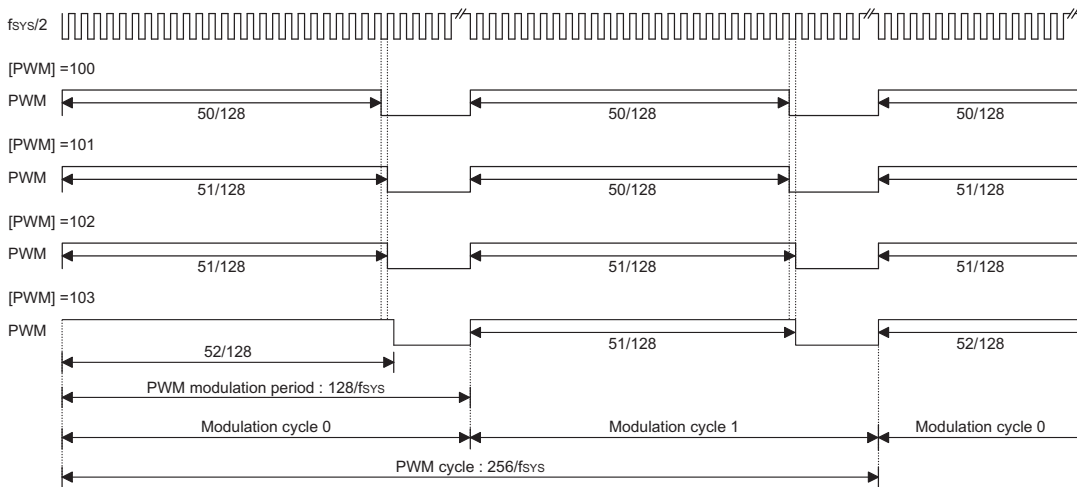 fSYS/2
[PWM] =100
PWM
50/128 50/128 50/128
[PWM] =101
PWM
51/128 50/128 51/128
[PWM] =102
PWM
51/128 51/128 51/128
[PWM] =103
PWM
52/128 51/128 52/128
PWM modulation period : 128/fSYS
Modulation cycle 0 Modulation cycle 1 Modulation cycle 0
PWM cycle : 256/fSYS